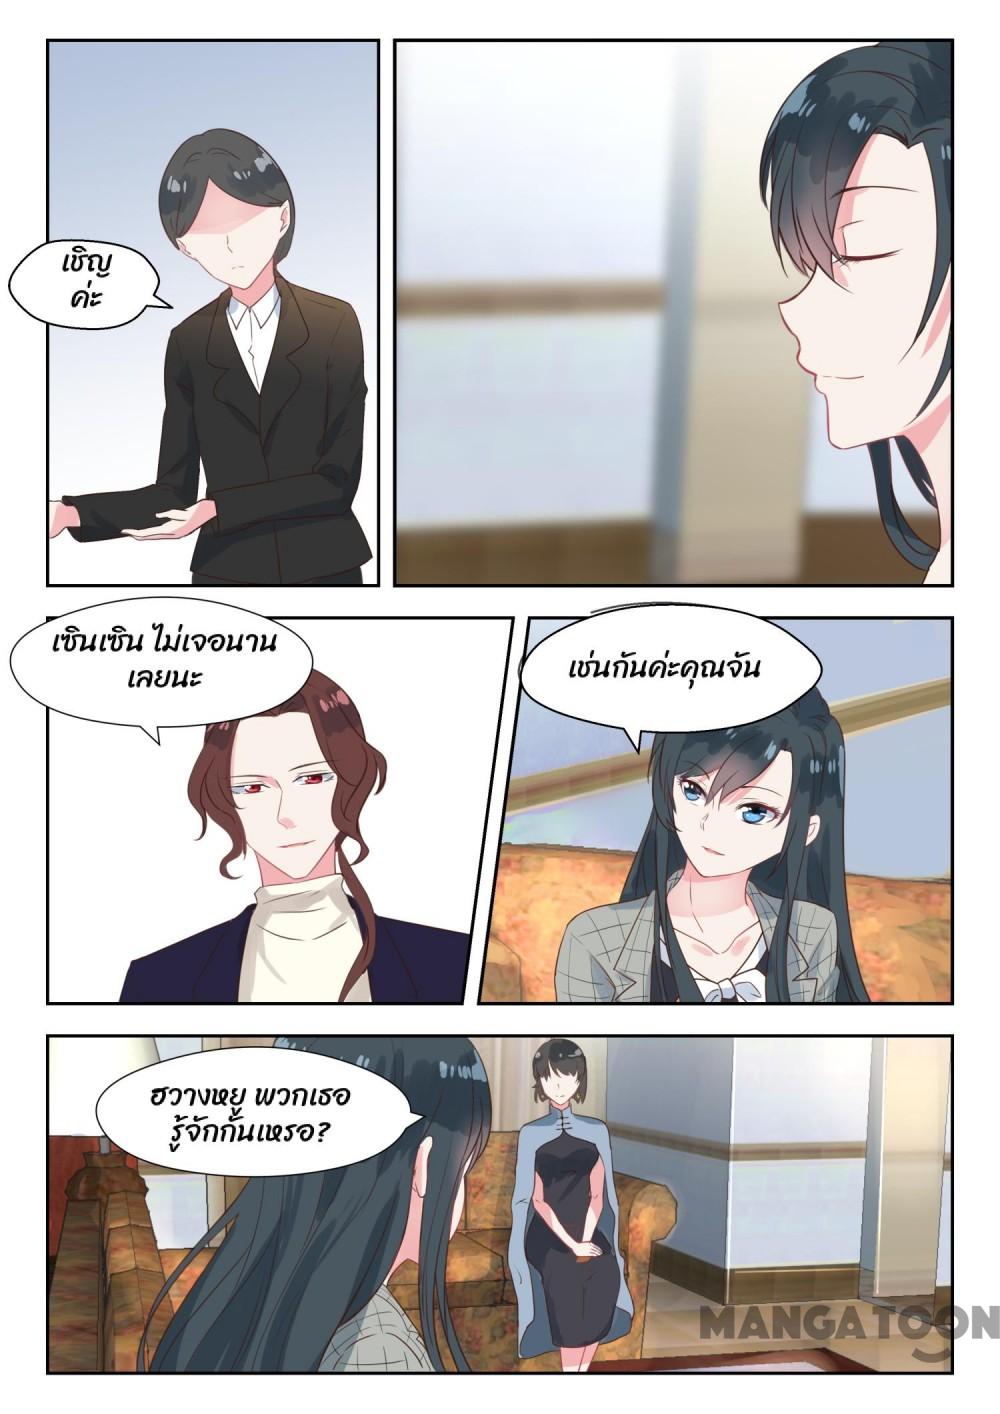 เชิญ
ค่ะ
เซินเซิน ไม่เจอนาน
เลยนะ
เช่นกันค่ะคุณจัน
ฮวางหยู พวกเธอ
รู้จักกันเหรอ?
MANGATOON